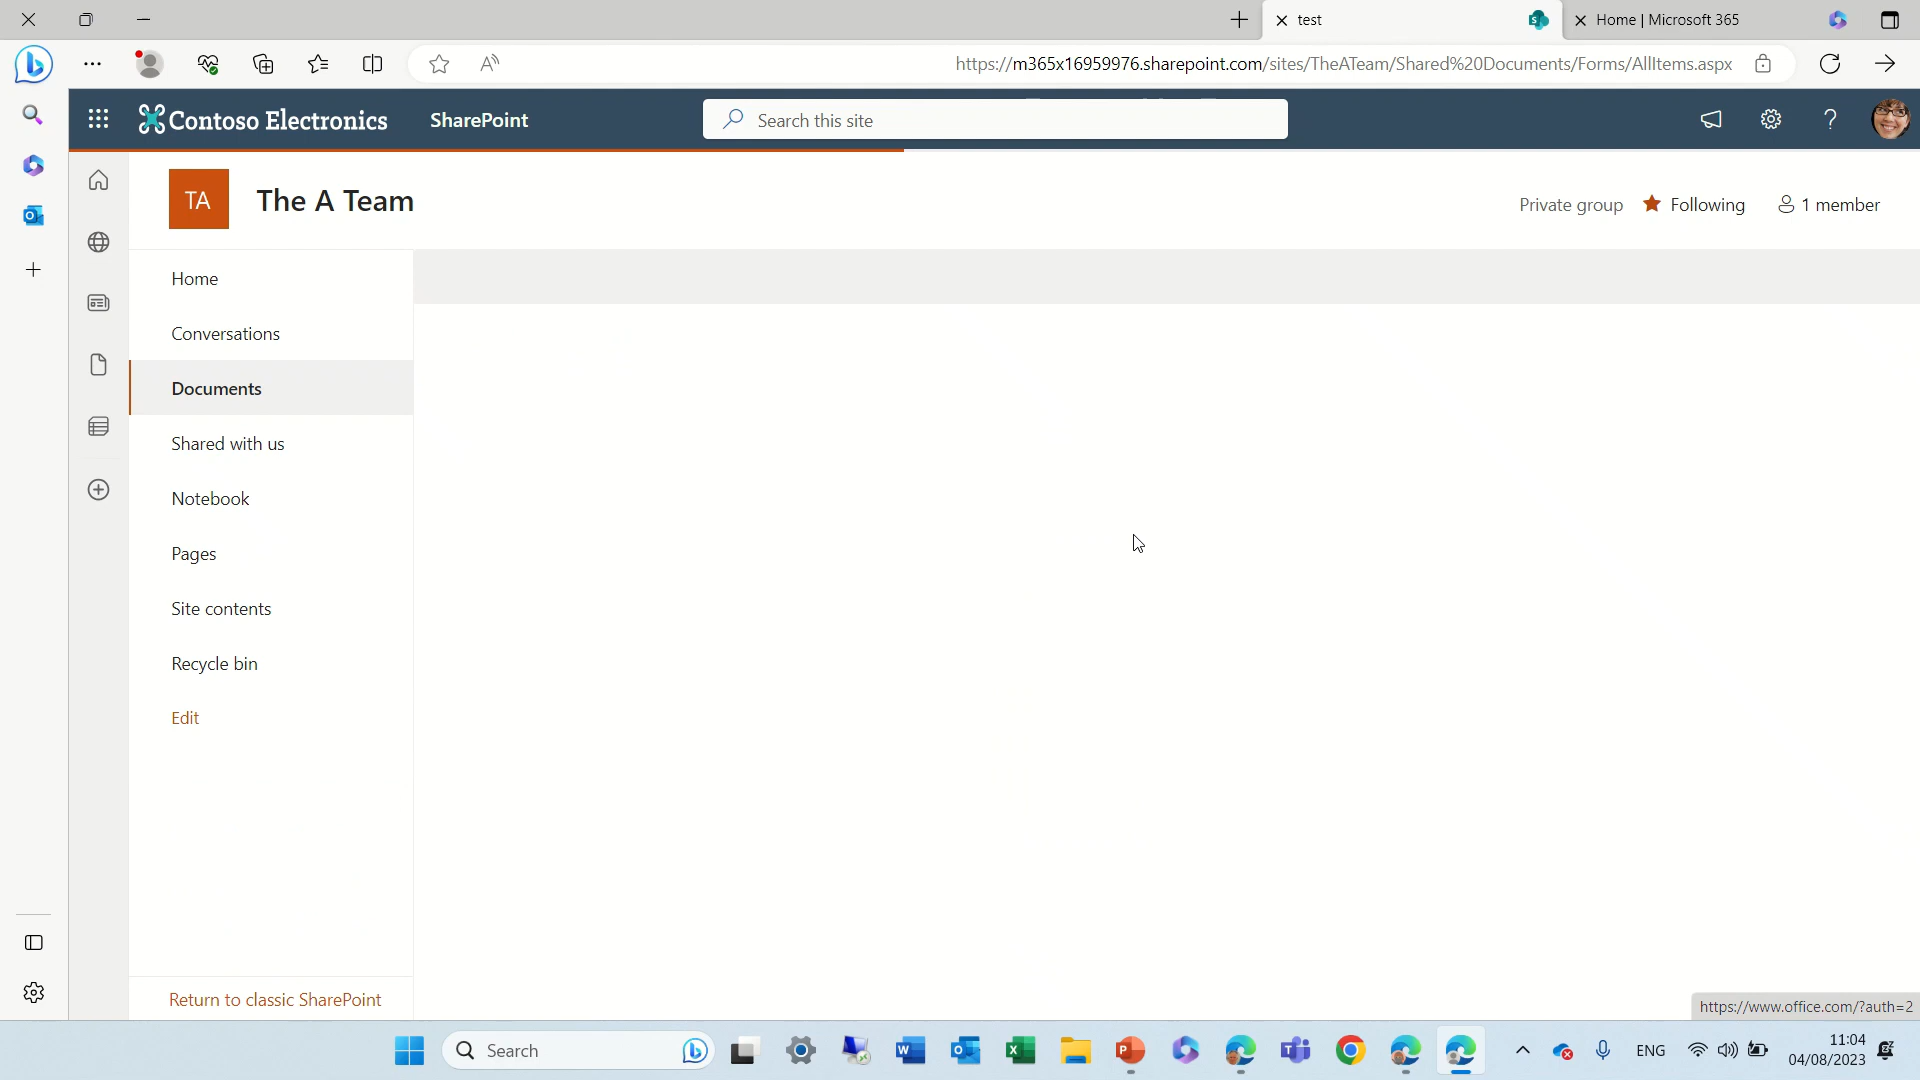 test
Home | Microsoft 365
https://m365x16959976.sharepoint.com/sites/TheATeam/Shared%20Documents/Forms/AllItems.aspx
Contoso Electronics
SharePoint
Search this site
TA
The A Team
Private group
Following
1 member
Home
Conversations
Documents
Shared with us
Notebook
Pages
Site contents
Recycle bin
Edit
Return to classic SharePoint
https://www.office.com/?auth=2
Search
ENG
11:04
04/08/2023